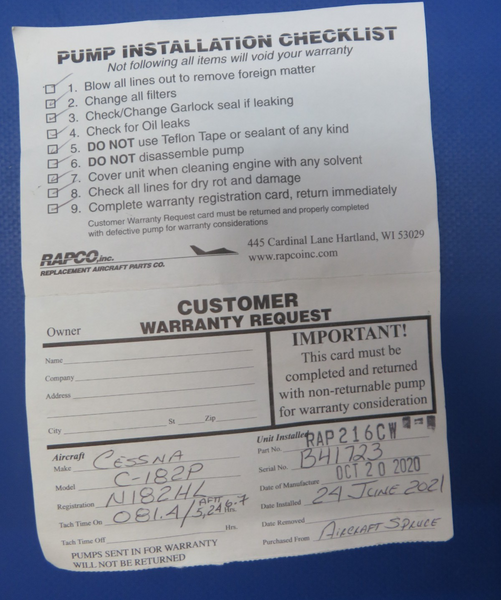 PUMP INSTALLATION CHECKLIST
Not following all items will void your warranty
1. Blow all lines out to remove foreign matter
2. Change all filters
3. Check/Change Garlock seal if leaking
4. Check for Oil leaks
5. DO NOT use Teflon Tape or sealant of any kind
6. DO NOT disassemble pump
7. Cover unit when cleaning engine with any solvent
8. Check all lines for dry rot and damage
9. Complete warranty registration card, return immediately
Customer Warranty Request card must be returned and properly completed
with defective pump for warranty considerations
RAPCO, inc.
REPLACEMENT AIRCRAFT PARTS CO.
445 Cardinal Lane Hartland, WI 53029
www.rapcoinc.com
CUSTOMER
WARRANTY REQUEST
Owner
Name
Company
Address
City St Zip
IMPORTANT!
This card must be
completed and returned
with non-returnable pump
for warranty consideration
Aircraft
Make CESSNA
Model C-182P
Registration N182HL
Tach Time On 081.4/AFTT 5,246.7 Hrs.
Tach Time Off Hrs.
PUMPS SENT IN FOR WARRANTY
WILL NOT BE RETURNED
Unit Installed
Part No. RAP216CW
Serial No. B41723
Date of Manufacture OCT 20 2020
Date Installed 24 JUNE 2021
Date Removed
Purchased From AIRCRAFT SPRUCE